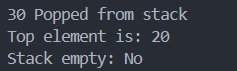 30 Popped from stack
Top element is: 20
Stack empty: No